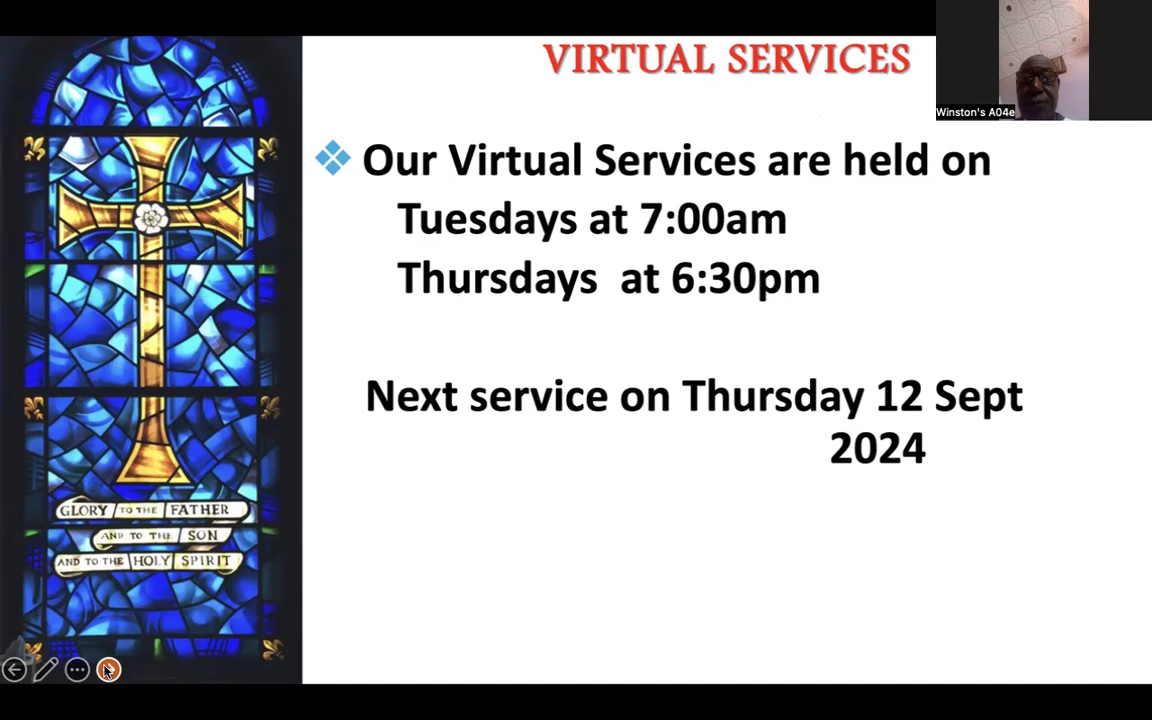 VIRTUAL SERVICES
Winston's A04e
Our Virtual Services are held on
Tuesdays at 7:00am
Thursdays at 6:30pm
Next service on Thursday 12 Sept
2024
GLORY TO THE FATHER
AND TO THE SON
AND TO THE HOLY SPIRIT